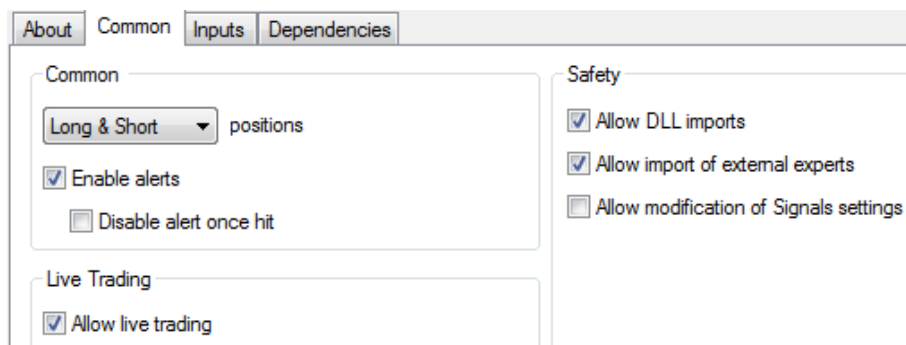 About Common Inputs Dependencies
Common
Long & Short positions
Enable alerts
Disable alert once hit
Live Trading
Allow live trading
Safety
Allow DLL imports
Allow import of external experts
Allow modification of Signals settings